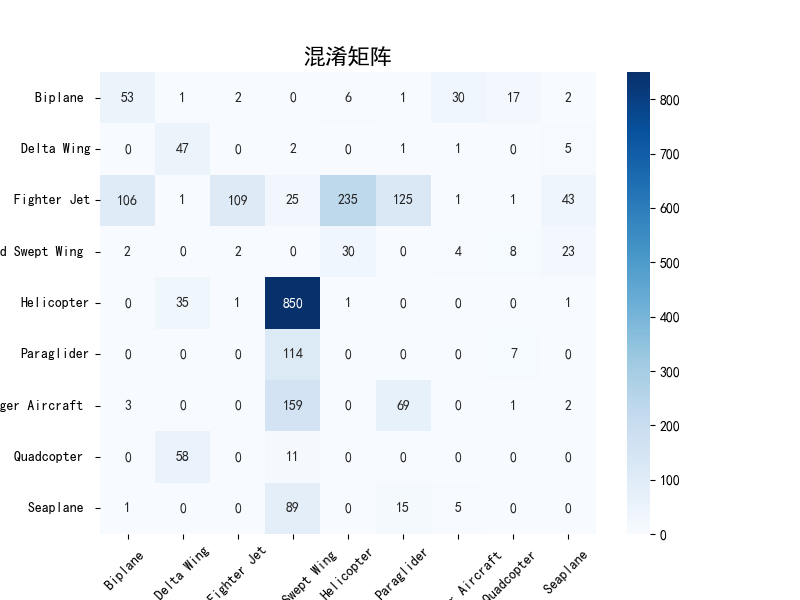 混淆矩阵
Biplane 53 1 2 0 6 1 30 17 2
Delta Wing 0 47 0 2 0 1 1 0 5
Fighter Jet 106 1 109 25 235 125 1 1 43
d Swept Wing 2 0 2 0 30 0 4 8 23
Helicopter 0 35 1 850 1 0 0 0 1
Paraglider 0 0 0 114 0 0 0 7 0
ger Aircraft 3 0 0 159 0 69 0 1 2
Quadcopter 0 58 0 11 0 0 0 0 0
Seaplane 1 0 0 89 0 15 5 0 0
Biplane
Delta Wing
Fighter Jet
Swept Wing
Helicopter
Paraglider
r Aircraft
Quadcopter
Seaplane
800
700
600
500
400
300
200
100
0